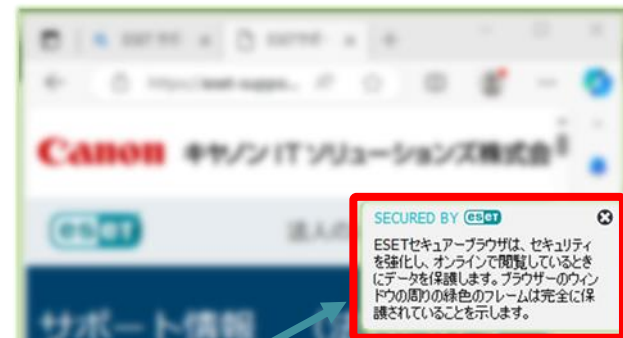 Canon キヤノン ITソリューションズ株式会
SECURED BY eset
eset
ESETセキュアーブラウザは、セキュリティ
を強化し、オンラインで閲覧しているとき
にデータを保護します。ブラウザーのウィン
ドウの周りの緑色のフレームは完全に保
護されていることを示します。
サポート情報